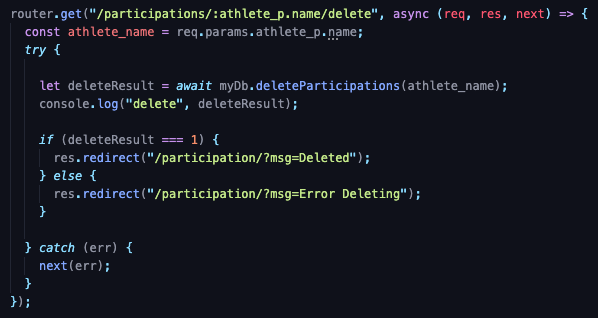 router.get("/participations/:athlete_p.name/delete", async (req, res, next) => {
  const athlete_name = req.params.athlete_p.name;
  try {

    let deleteResult = await myDb.deleteParticipations(athlete_name);
    console.log("delete", deleteResult);

    if (deleteResult === 1) {
      res.redirect("/participation/?msg=Deleted");
    } else {
      res.redirect("/participation/?msg=Error Deleting");
    }

  } catch (err) {
    next(err);
  }
});